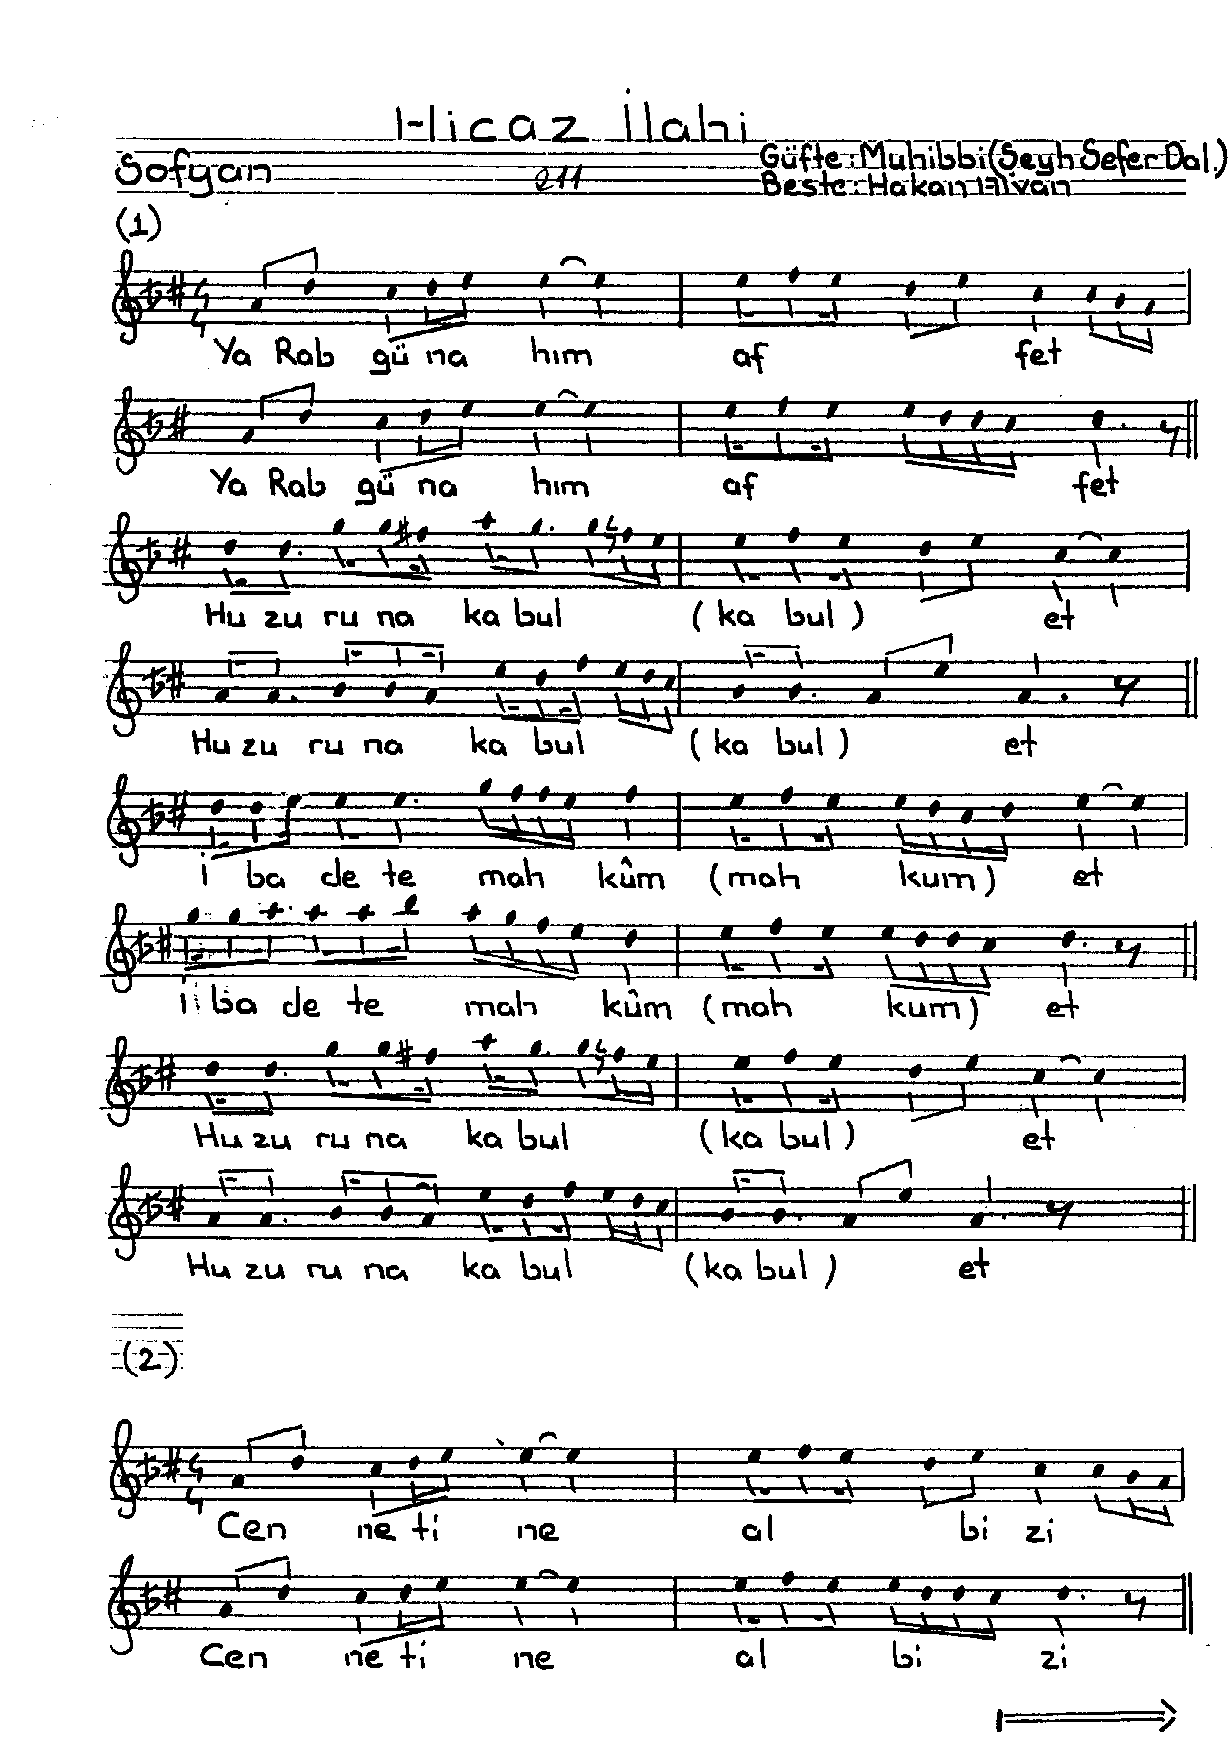 Hicaz İlahi
Sofyan
211
Güfte: Muhibbi (Şeyh Sefer Dal.)
Beste: Hakan Alvan
(1)
Ya Rab gü na hım af fet
Ya Rab gü na hım af fet
Hu zu ru na ka bul (ka bul) et
Hu zu ru na ka bul (ka bul) et
i ba de te mah kûm (mah kum) et
i ba de te mah kûm (mah kum) et
Hu zu ru na ka bul (ka bul) et
Hu zu ru na ka bul (ka bul) et
(2)
Cen ne ti ne al bi zi
Cen ne ti ne al bi zi